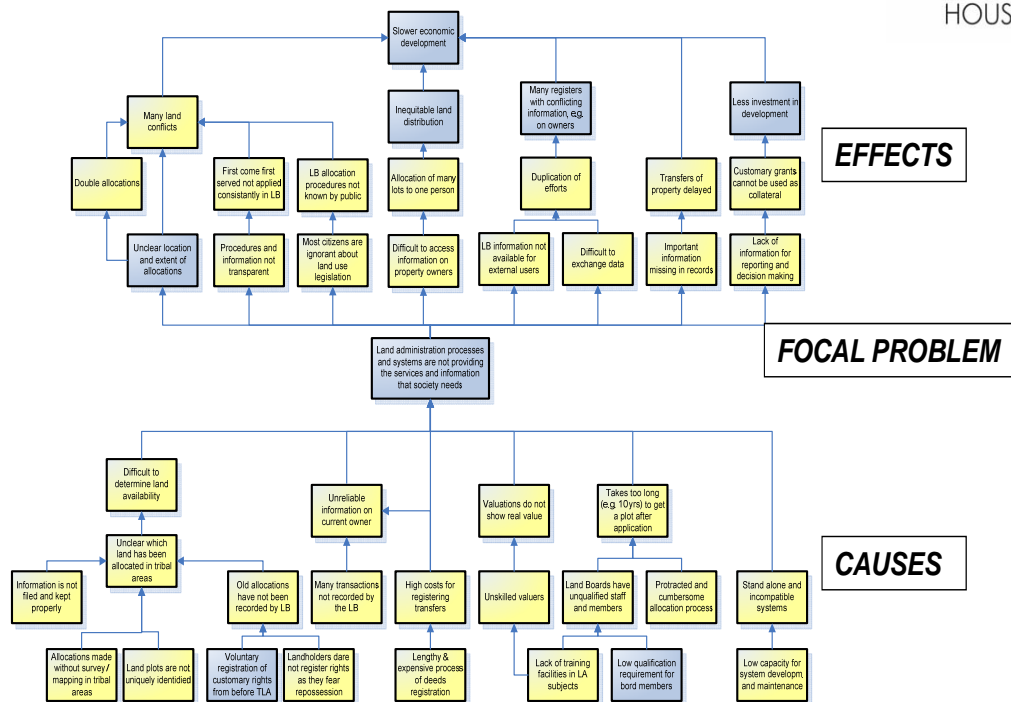 HOUS
Slower economic
development
Many land
conflicts
Inequitable land
distribution
Many registers
with conflicting
information, e.g.
on owners
Less investment in
development
EFFECTS
Double allocations
First come first
served not applied
consistently in LB
LB allocation
procedures not
known by public
Allocation of many
lots to one person
Duplication of
efforts
Transfers of
property delayed
Customary grants
cannot be used as
collateral
Unclear location
and extent of
allocations
Procedures and
information not
transparent
Most citizens are
ignorant about
land use
legislation
Difficult to access
information on
property owners
LB information not
available for
external users
Difficult to
exchange data
Important
information
missing in records
Lack of
information for
reporting and
decision making
Land administration processes
and systems are not providing
the services and information
that society needs
FOCAL PROBLEM
Difficult to
determine land
availability
Unreliable
information on
current owner
Valuations do not
show real value
Takes too long
(e.g. 10yrs) to get
a plot after
application
CAUSES
Information is not
filed and kept
properly
Unclear which
land has been
allocated in tribal
areas
Old allocations
have not been
recorded by LB
Many transactions
not recorded by
the LB
High costs for
registering
transfers
Unskilled valuers
Land Boards have
unqualified staff
and members
Protracted and
cumbersome
allocation process
Stand alone and
incompatible
systems
Allocations made
without survey/
mapping in tribal
areas
Land plots are not
uniquely identidied
Voluntary
registration of
customary rights
from before TLA
Landholders dare
not register rights
as they fear
repossession
Lengthy &
expensive process
of deeds
registration
Lack of training
facilities in LA
subjects
Low qualification
requirement for
bord members
Low capacity for
system developm,
and maintenance